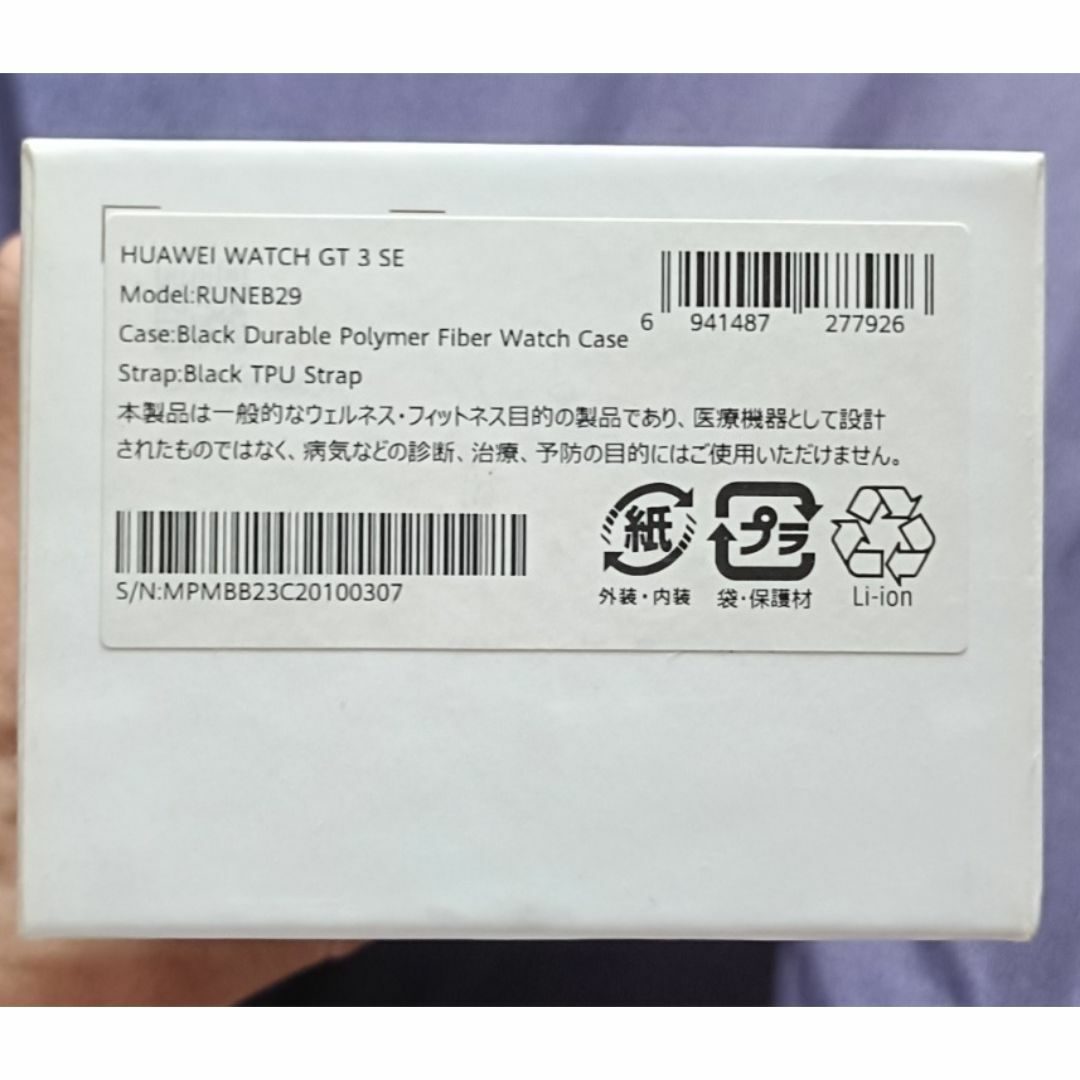 HUAWEI WATCH GT 3 SE
Model:RUNEB29
Case:Black Durable Polymer Fiber Watch Case
Strap:Black TPU Strap
6 941487 277926
本製品は一般的なウェルネス・フィットネス目的の製品であり、医療機器として設計
されたものではなく、病気などの診断、治療、予防の目的にはご使用いただけません。
S/N:MPMBB23C20100307
紙
外装・内装
プラ
袋・保護材
Li-ion